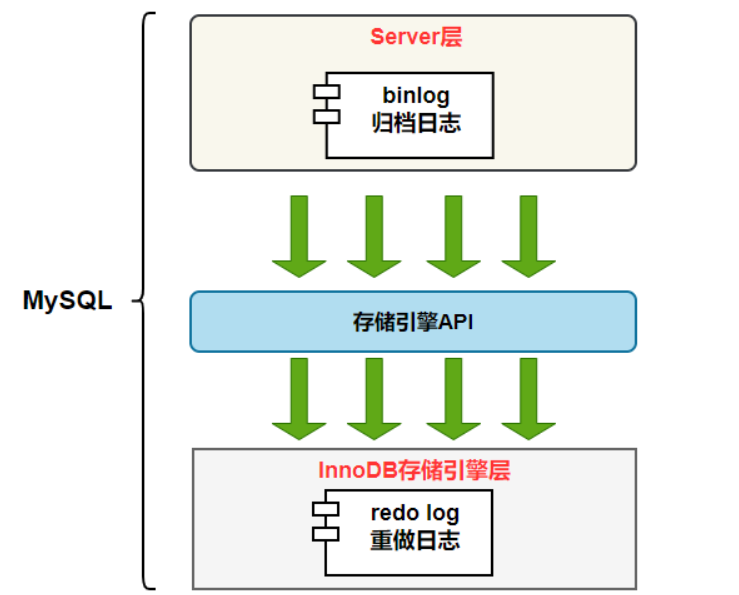 Server层
binlog
归档日志
MySQL
存储引擎API
InnoDB存储引擎层
redo log
重做日志